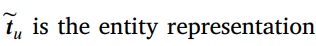 t̃ᵤ is the entity representation